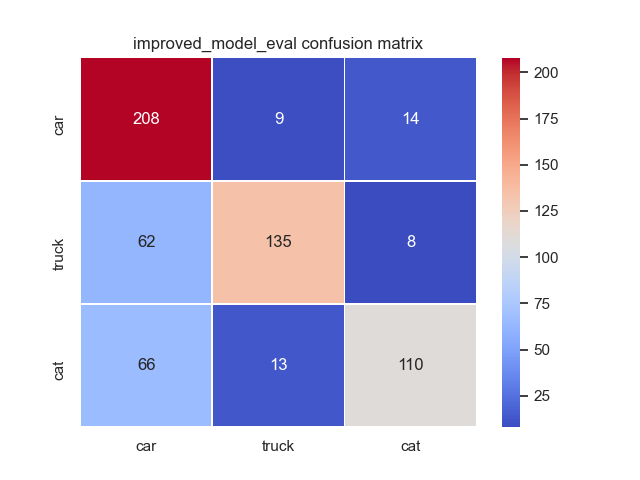 improved_model_eval confusion matrix
car 208 9 14
truck 62 135 8
cat 66 13 110
car truck cat
200
175
150
125
100
75
50
25